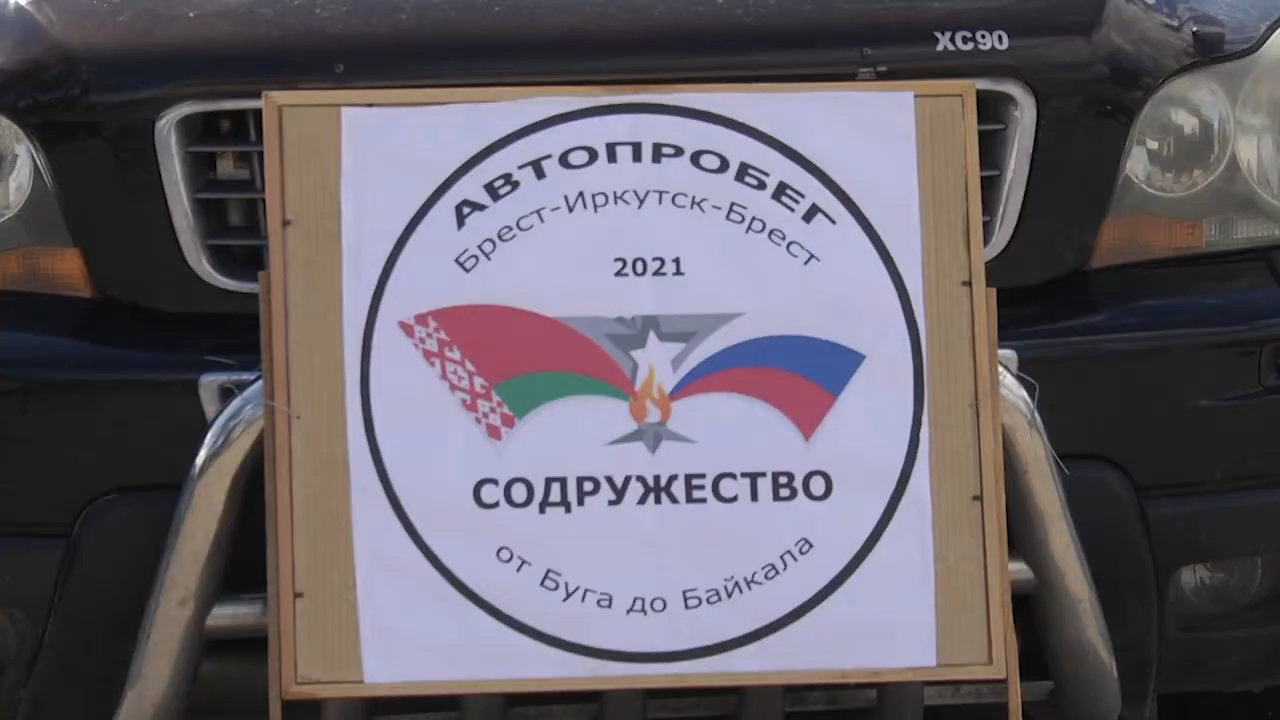 XC90
АВТОПРОБЕГ
Брест-Иркутск-Брест
2021
СОДРУЖЕСТВО
от Буга до Байкала